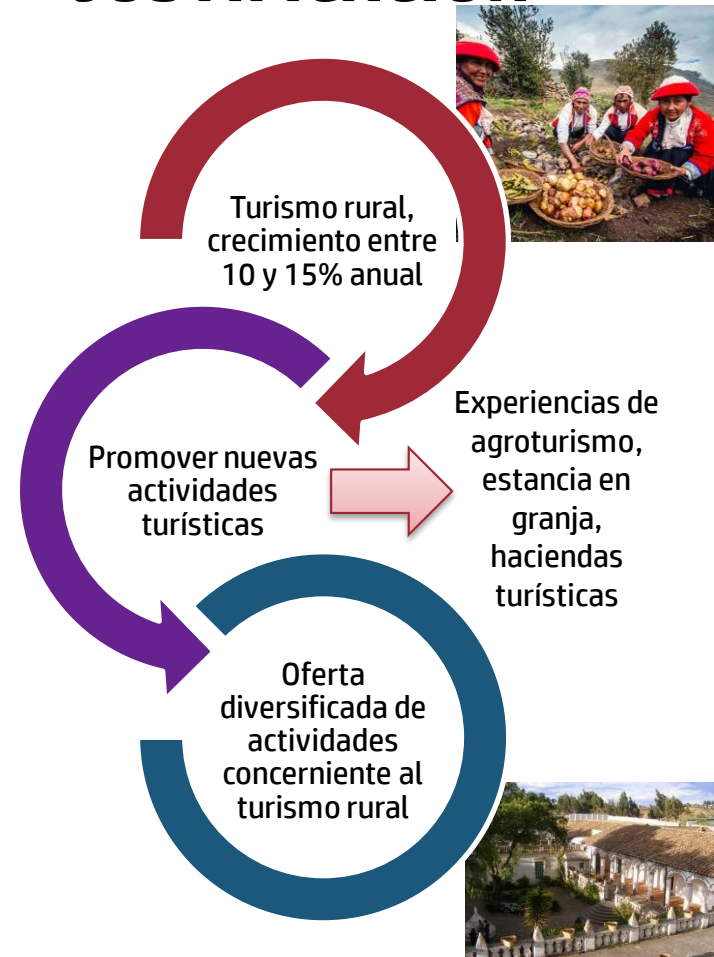 Turismo rural,
crecimiento entre
10 y 15% anual
Promover nuevas
actividades
turísticas
Experiencias de
agroturismo,
estancia en
granja,
haciendas
turísticas
Oferta
diversificada de
actividades
concerniente al
turismo rural